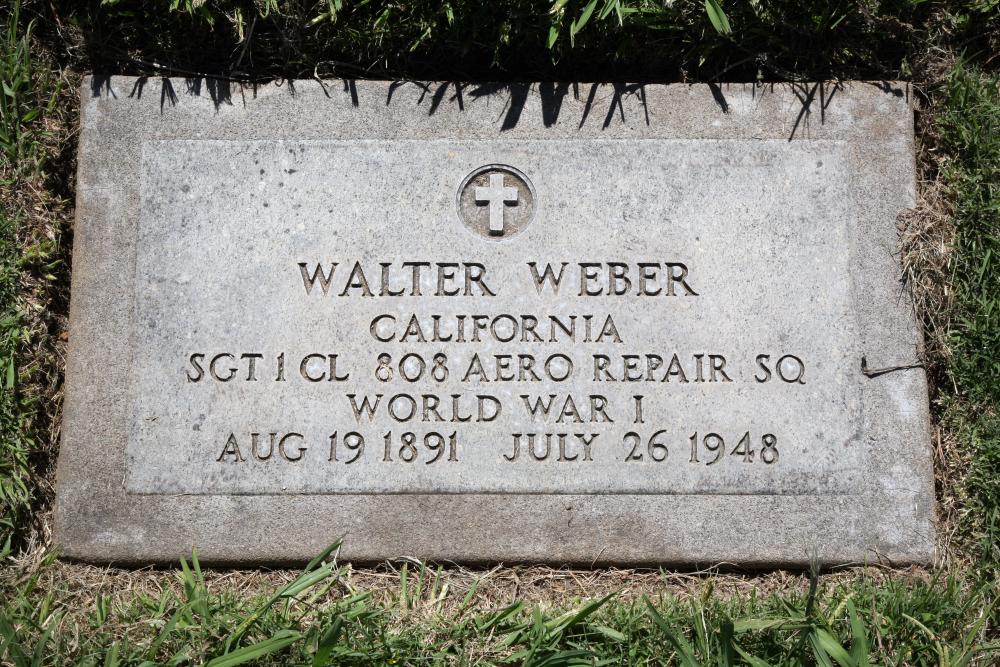 WALTER WEBER
CALIFORNIA
SGT 1 CL 808 AERO REPAIR SQ
WORLD WAR I
AUG 19 1891 JULY 26 1948